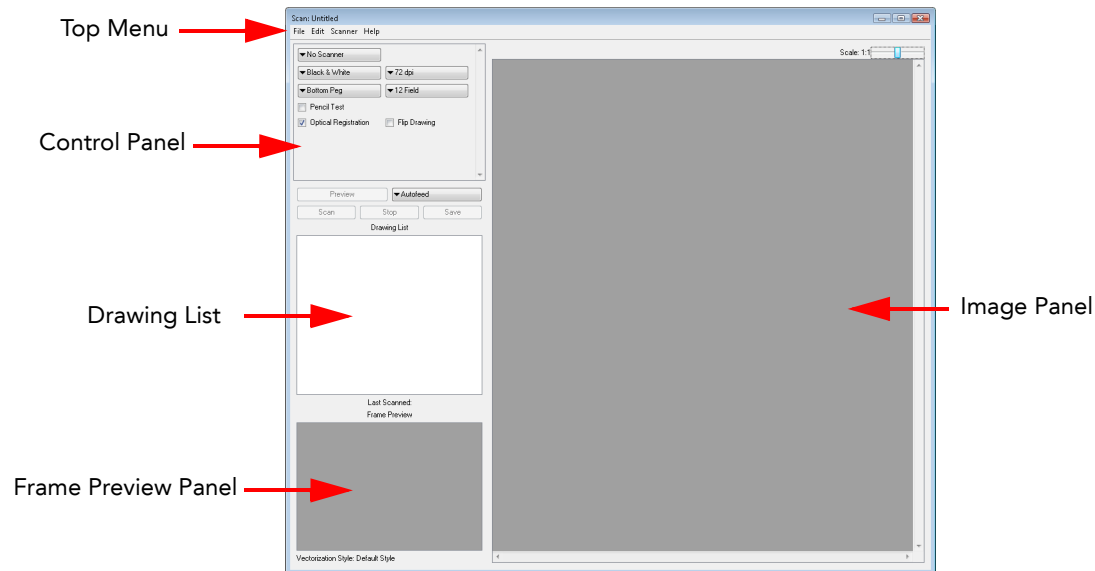 Scan: Untitled
Top Menu
File Edit Scanner Help
Scale: 1:1
No Scanner
Black & White 72 dpi
Bottom Peg 12 Field
Pencil Test
Optical Registration Flip Drawing
Control Panel
Preview Autofeed
Scan Stop Save
Drawing List
Drawing List
Image Panel
Last Scanned:
Frame Preview
Frame Preview Panel
Vectorization Style: Default Style